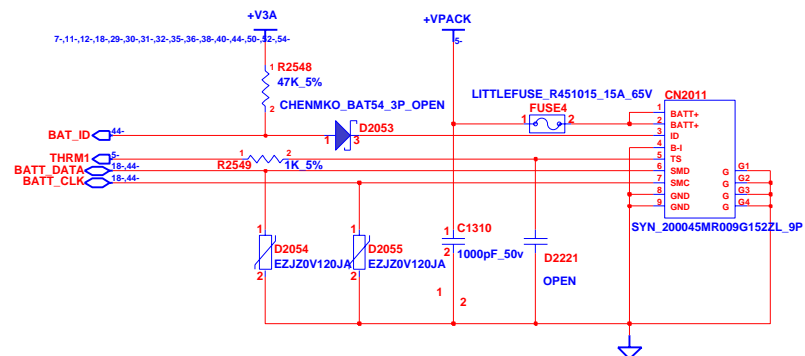 +V3A
+VPACK
7-,11-,12-,18-,29-,30-,31-,32-,35-,36-,38-,40-,44-,50-,52-,54-
5-
1
R2548
47K_5%
2
CHENMKO_BAT54_3P_OPEN
LITTLEFUSE_R451015_15A_65V
FUSE4
1
2
CN2011
BAT_ID
44-
1
D2053
3
THRM1
5-
R2549
1
2
1K_5%
BATT_DATA
18-,44-
BATT_CLK
18-,44-
1
BATT+
2
BATT+
3
ID
4
B-I
5
TS
6
SMD
G
G1
7
SMC
G
G2
8
GND
G
G3
9
GND
G
G4
SYN_200045MR009G152ZL_9P
1
D2054
EZJZ0V120JA
2
1
D2055
EZJZ0V120JA
2
C1310
1
2
1000pF_50v
1
2
D2221
OPEN